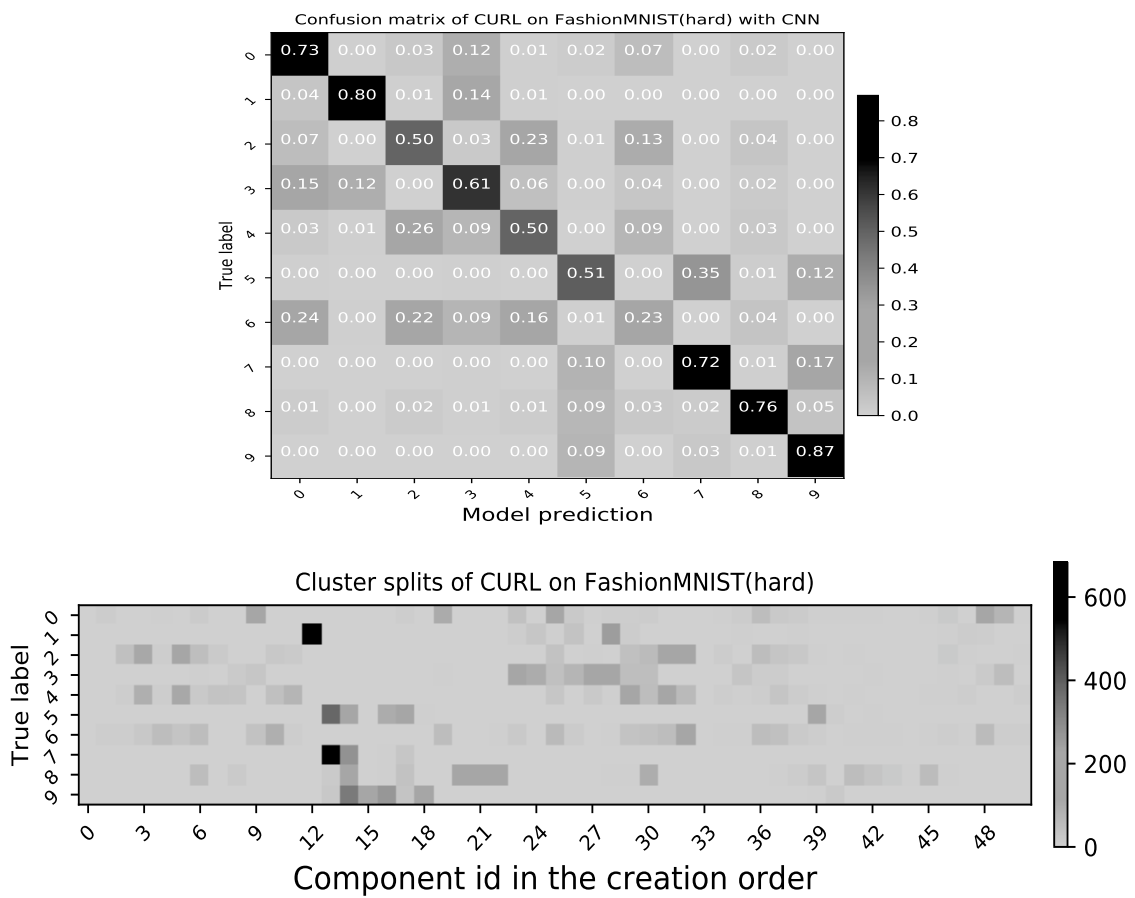 Confusion matrix of CURL on FashionMNIST(hard) with CNN
0 0.73 0.00 0.03 0.12 0.01 0.02 0.07 0.00 0.02 0.00
1 0.04 0.80 0.01 0.14 0.01 0.00 0.00 0.00 0.00 0.00
2 0.07 0.00 0.50 0.03 0.23 0.01 0.13 0.00 0.04 0.00
3 0.15 0.12 0.00 0.61 0.06 0.00 0.04 0.00 0.02 0.00
4 0.03 0.01 0.26 0.09 0.50 0.00 0.09 0.00 0.03 0.00
5 0.00 0.00 0.00 0.00 0.00 0.51 0.00 0.35 0.01 0.12
6 0.24 0.00 0.22 0.09 0.16 0.01 0.23 0.00 0.04 0.00
7 0.00 0.00 0.00 0.00 0.00 0.10 0.00 0.72 0.01 0.17
8 0.01 0.00 0.02 0.01 0.01 0.09 0.03 0.02 0.76 0.05
9 0.00 0.00 0.00 0.00 0.00 0.09 0.00 0.03 0.01 0.87
0 1 2 3 4 5 6 7 8 9
True label
Model prediction
0.8
0.7
0.6
0.5
0.4
0.3
0.2
0.1
0.0
Cluster splits of CURL on FashionMNIST(hard)
True label
0
1
2
3
4
5
6
7
8
9
0 3 6 9 12 15 18 21 24 27 30 33 36 39 42 45 48
Component id in the creation order
600
400
200
0